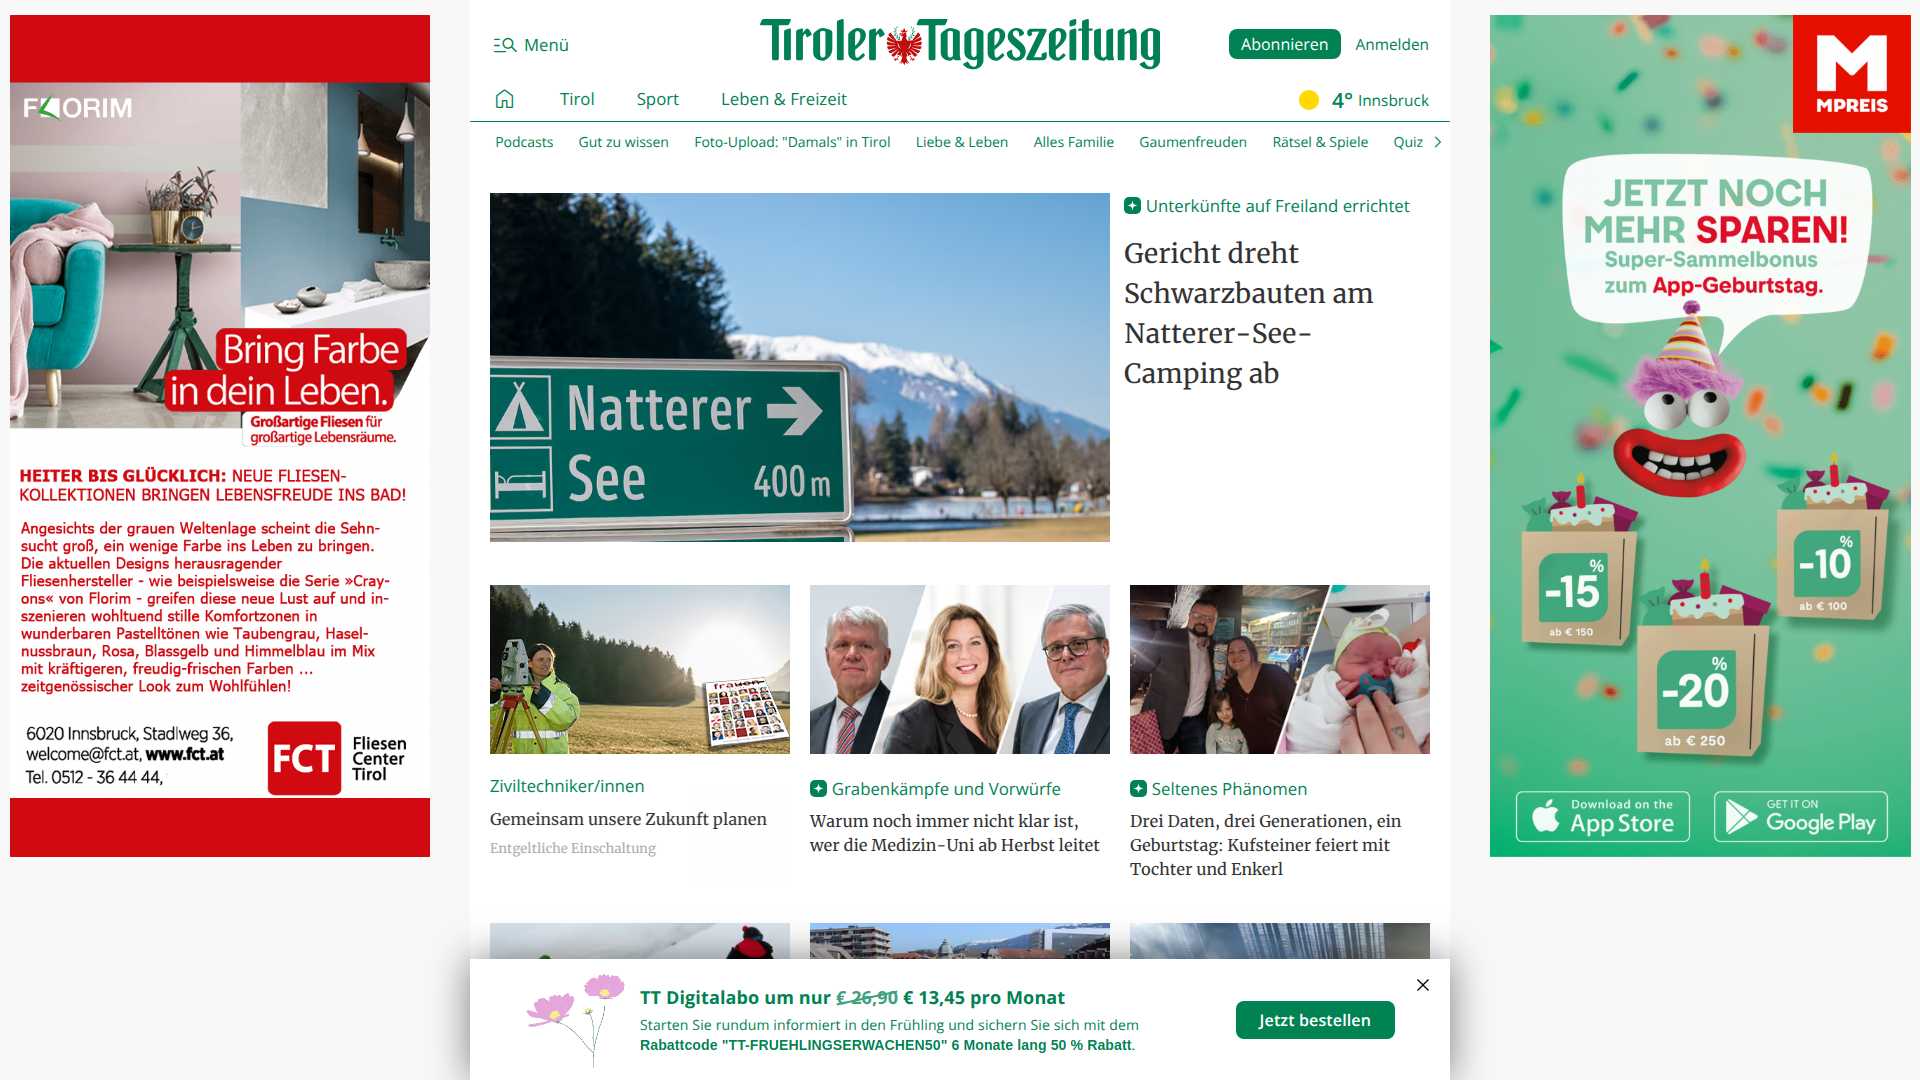 Menü
Tiroler Tageszeitung
Abonnieren
Anmelden
Tirol
Sport
Leben & Freizeit
4° Innsbruck
Podcasts
Gut zu wissen
Foto-Upload: "Damals" in Tirol
Liebe & Leben
Alles Familie
Gaumenfreuden
Rätsel & Spiele
Quiz
FLORIM
Bring Farbe
in dein Leben.
Großartige Fliesen für
großartige Lebensräume.
HEITER BIS GLÜCKLICH: NEUE FLIESEN-
KOLLEKTIONEN BRINGEN LEBENSFREUDE INS BAD!
Angesichts der grauen Weltenlage scheint die Sehn-
sucht groß, ein wenige Farbe ins Leben zu bringen.
Die aktuellen Designs herausragender
Fliesenhersteller - wie beispielsweise die Serie »Cray-
ons« von Florim - greifen diese neue Lust auf und in-
szenieren wohltuend stille Komfortzonen in
wunderbaren Pastelltönen wie Taubengrau, Hasel-
nussbraun, Rosa, Blassgelb und Himmelblau im Mix
mit kräftigeren, freudig-frischen Farben ...
zeitgenössischer Look zum Wohlfühlen!
6020 Innsbruck, Stadlweg 36,
welcome@fct.at, www.fct.at
Tel. 0512 - 36 44 44,
FCT
Fliesen
Center
Tirol
Natterer
See
400 m
Unterkünfte auf Freiland errichtet
Gericht dreht
Schwarzbauten am
Natterer-See-
Camping ab
frauen
Ziviltechniker/innen
Gemeinsam unsere Zukunft planen
Entgeltliche Einschaltung
Grabenkämpfe und Vorwürfe
Warum noch immer nicht klar ist,
wer die Medizin-Uni ab Herbst leitet
Seltenes Phänomen
Drei Daten, drei Generationen, ein
Geburtstag: Kufsteiner feiert mit
Tochter und Enkerl
TT Digitalabo um nur € 26,90 € 13,45 pro Monat
Starten Sie rundum informiert in den Frühling und sichern Sie sich mit dem
Rabattcode "TT-FRUEHLINGSERWACHEN50" 6 Monate lang 50 % Rabatt.
Jetzt bestellen
M
MPREIS
JETZT NOCH
MEHR SPAREN!
Super-Sammelbonus
zum App-Geburtstag.
-15%
ab € 150
-10%
ab € 100
-20%
ab € 250
Download on the
App Store
GET IT ON
Google Play